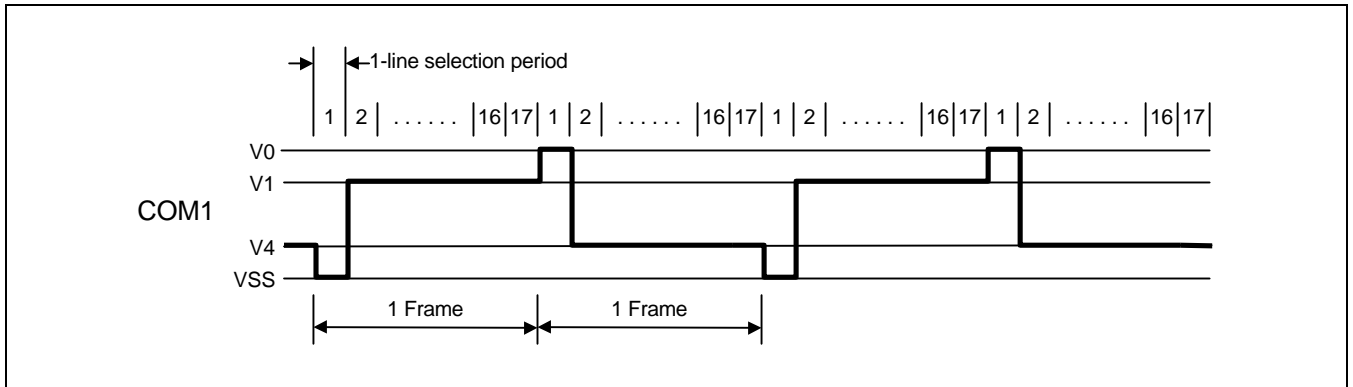 1-line selection period
1 2 ...... 16 17 1 2 ...... 16 17 1 2 ...... 16 17 1 2 ...... 16 17
V0
V1
COM1
V4
VSS
1 Frame 1 Frame